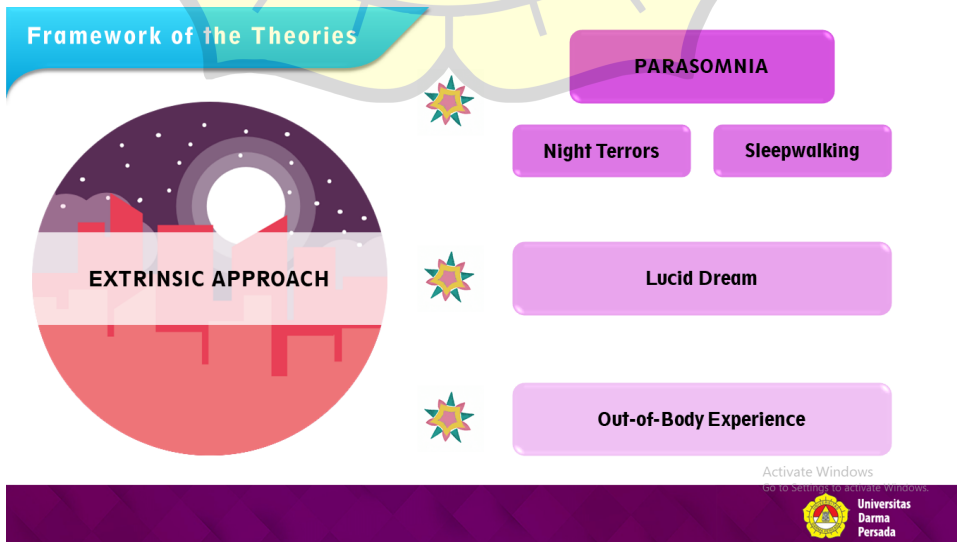 Framework of the Theories
PARASOMNIA
Night Terrors
Sleepwalking
EXTRINSIC APPROACH
Lucid Dream
Out-of-Body Experience
Activate Windows
Go to Settings to activate Windows.
Universitas
Darma
Persada